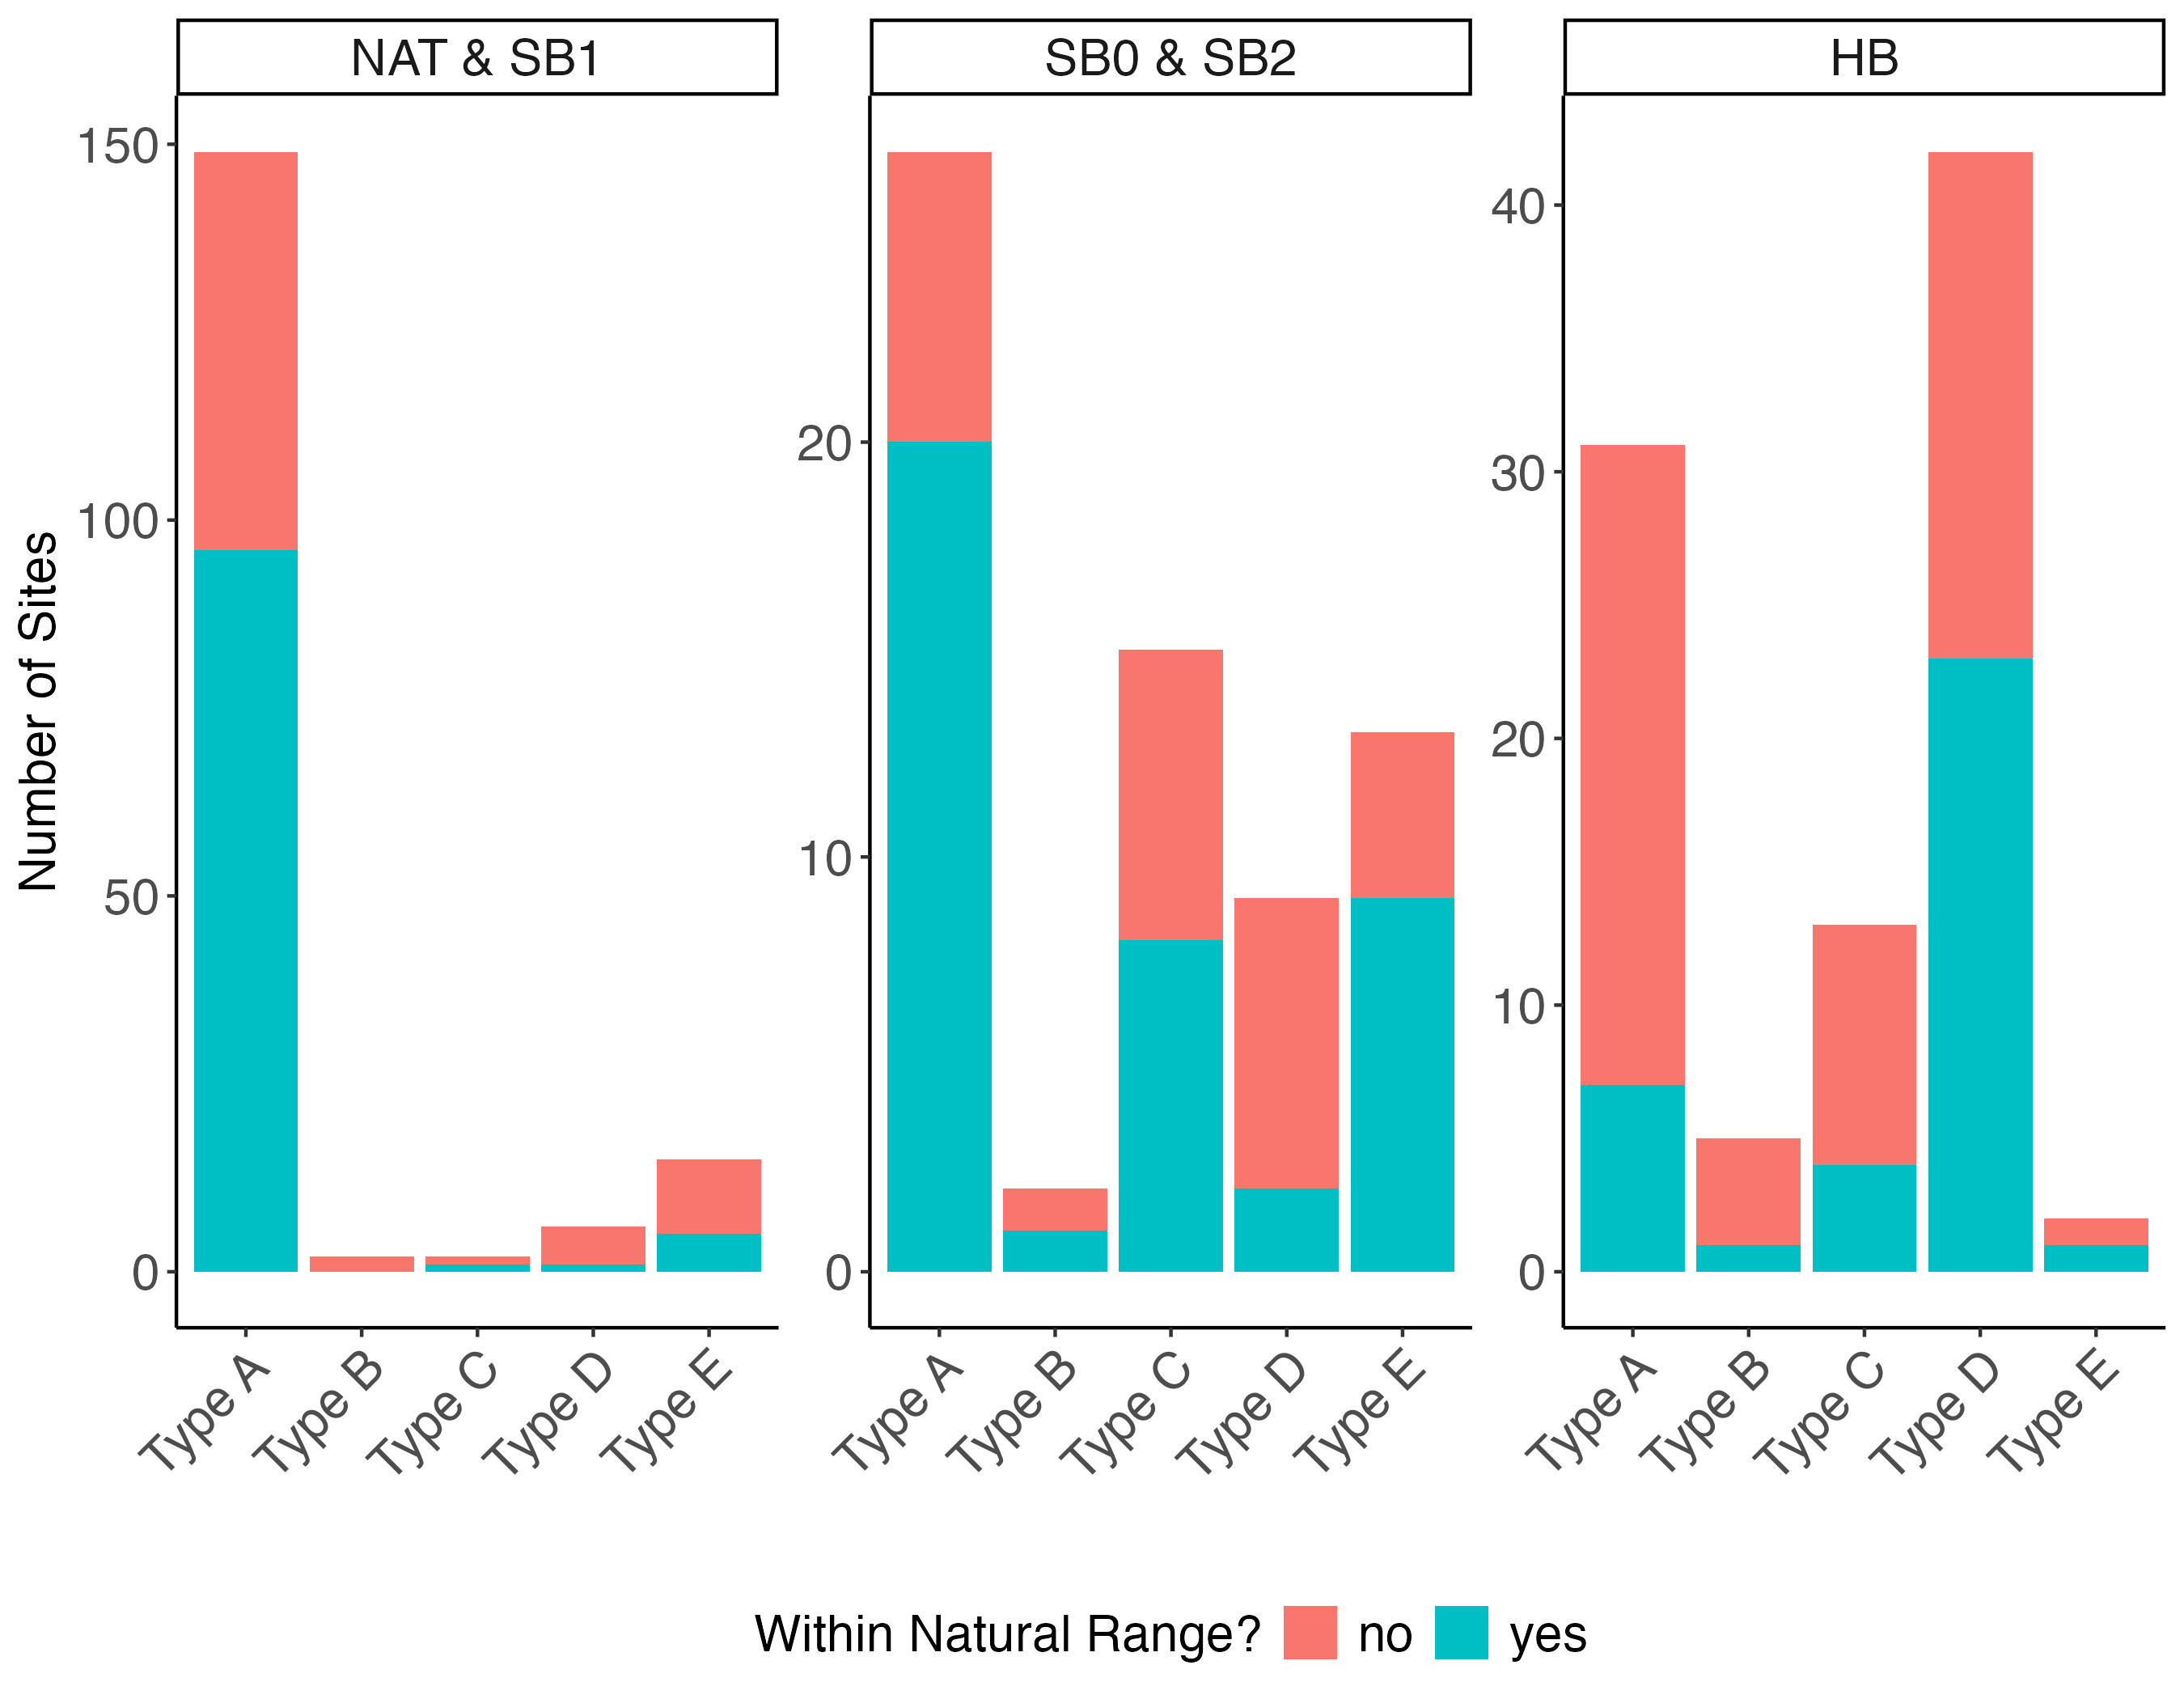 NAT & SB1
SB0 & SB2
HB
Number of Sites
150
100
50
0
20
10
0
40
30
20
10
0
Type A
Type B
Type C
Type D
Type E
Type A
Type B
Type C
Type D
Type E
Type A
Type B
Type C
Type D
Type E
Within Natural Range? no yes